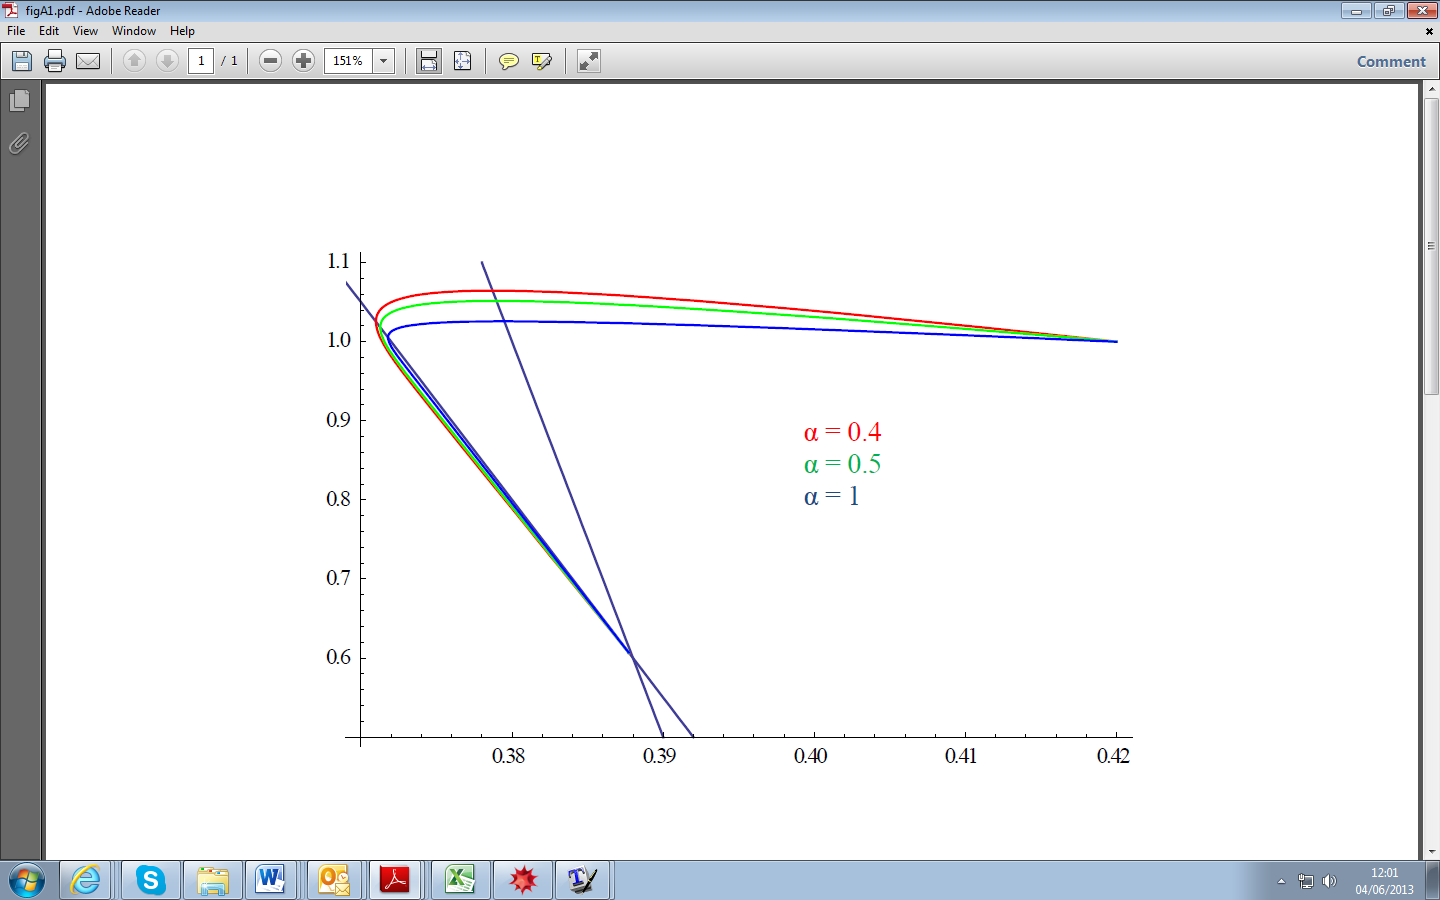 figA1.pdf - Adobe Reader
File Edit View Window Help
1 / 1 151% Comment
1.1
1.0
0.9
0.8
0.7
0.6
α = 0.4
α = 0.5
α = 1
0.38 0.39 0.40 0.41 0.42
12:01
04/06/2013